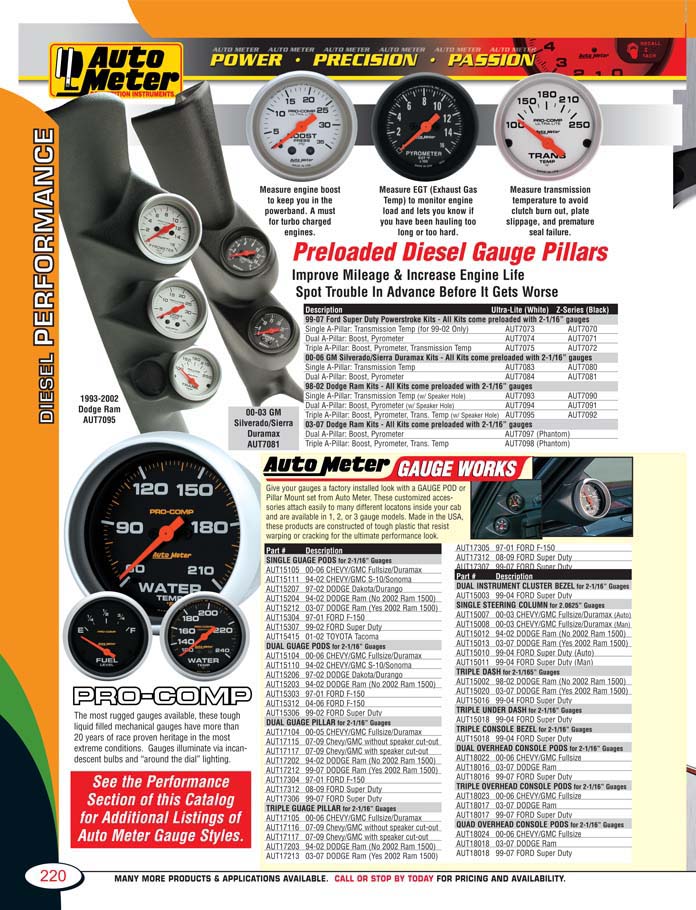 Auto
Meter
COMPETITION INSTRUMENTS
AUTO METER AUTO METER AUTO METER AUTO METER AUTO METER AUTO METER
POWER • PRECISION • PASSION
DIESEL PERFORMANCE
Measure engine boost
to keep you in the
powerband. A must
for turbo charged
engines.
Measure EGT (Exhaust Gas
Temp) to monitor engine
load and lets you know if
you have been hauling too
long or too hard.
Measure transmission
temperature to avoid
clutch burn out, plate
slippage, and premature
seal failure.
Preloaded Diesel Gauge Pillars
Improve Mileage & Increase Engine Life
Spot Trouble In Advance Before It Gets Worse
Description Ultra-Lite (White) Z-Series (Black)
99-07 Ford Super Duty Powerstroke Kits - All Kits come preloaded with 2-1/16" gauges
Single A-Pillar: Transmission Temp (for 99-02 Only) AUT7073 AUT7070
Dual A-Pillar: Boost, Pyrometer AUT7074 AUT7071
Triple A-Pillar: Boost, Pyrometer, Transmission Temp AUT7075 AUT7072
00-06 GM Silverado/Sierra Duramax Kits - All Kits come preloaded with 2-1/16" gauges
Single A-Pillar: Transmission Temp AUT7083 AUT7080
Dual A-Pillar: Boost, Pyrometer AUT7084 AUT7081
98-02 Dodge Ram Kits - All Kits come preloaded with 2-1/16" gauges
Single A-Pillar: Transmission Temp (w/ Speaker Hole) AUT7093 AUT7090
Dual A-Pillar: Boost, Pyrometer (w/ Speaker Hole) AUT7094 AUT7091
Triple A-Pillar: Boost, Pyrometer, Trans. Temp (w/ Speaker Hole) AUT7095 AUT7092
03-07 Dodge Ram Kits - All Kits come preloaded with 2-1/16" gauges
Dual A-Pillar: Boost, Pyrometer AUT7097 (Phantom)
Triple A-Pillar: Boost, Pyrometer, Trans. Temp AUT7098 (Phantom)
1993-2002
Dodge Ram
AUT7095
00-03 GM
Silverado/Sierra
Duramax
AUT7081
Auto Meter GAUGE WORKS
Give your gauges a factory installed look with a GAUGE POD or
Pillar Mount set from Auto Meter. These customized acces-
sories attach easily to many different locatons inside your cab
and are available in 1, 2, or 3 gauge models. Made in the USA,
these products are constructed of tough plastic that resist
warping or cracking for the ultimate performance look.
Part # Description
SINGLE GUAGE PODS for 2-1/16" Guages
AUT15105 00-06 CHEVY/GMC Fullsize/Duramax
AUT15111 94-02 CHEVY/GMC S-10/Sonoma
AUT15207 97-02 DODGE Dakota/Durango
AUT15204 94-02 DODGE Ram (No 2002 Ram 1500)
AUT15212 03-07 DODGE Ram (Yes 2002 Ram 1500)
AUT15304 97-01 FORD F-150
AUT15307 99-02 FORD Super Duty
AUT15415 01-02 TOYOTA Tacoma
DUAL GUAGE PODS for 2-1/16" Guages
AUT15104 00-06 CHEVY/GMC Fullsize/Duramax
AUT15110 94-02 CHEVY/GMC S-10/Sonoma
AUT15206 97-02 DODGE Dakota/Durango
AUT15203 94-02 DODGE Ram (No 2002 Ram 1500)
AUT15303 97-01 FORD F-150
AUT15312 04-06 FORD F-150
AUT15306 99-02 FORD Super Duty
DUAL GUAGE PILLAR for 2-1/16" Guages
AUT17104 00-05 CHEVY/GMC Fullsize/Duramax
AUT17115 07-09 Chevy/GMC without speaker cut-out
AUT17117 07-09 Chevy/GMC with speaker cut-out
AUT17202 94-02 DODGE Ram (No 2002 Ram 1500)
AUT17212 99-07 DODGE Ram (Yes 2002 Ram 1500)
AUT17304 97-01 FORD F-150
AUT17312 08-09 FORD Super Duty
AUT17306 99-07 FORD Super Duty
TRIPLE GUAGE PILLAR for 2-1/16" Guages
AUT17105 00-06 CHEVY/GMC Fullsize/Duramax
AUT17116 07-09 Chevy/GMC without speaker cut-out
AUT17117 07-09 Chevy/GMC with speaker cut-out
AUT17203 94-02 DODGE Ram (No 2002 Ram 1500)
AUT17213 03-07 DODGE Ram (Yes 2002 Ram 1500)
AUT17305 97-01 FORD F-150
AUT17312 08-09 FORD Super Duty
AUT17307 99-07 FORD Super Duty
Part # Description
DUAL INSTRUMENT CLUSTER BEZEL for 2-1/16" Guages
AUT15003 99-04 FORD Super Duty
SINGLE STEERING COLUMN for 2.0625" Guages
AUT15007 00-03 CHEVY/GMC Fullsize/Duramax (Auto)
AUT15008 00-03 CHEVY/GMC Fullsize/Duramax (Man)
AUT15012 94-02 DODGE Ram (No 2002 Ram 1500)
AUT15013 03-07 DODGE Ram (Yes 2002 Ram 1500)
AUT15010 99-04 FORD Super Duty (Auto)
AUT15011 99-04 FORD Super Duty (Man)
TRIPLE DASH for 2-1/165" Guages
AUT15002 98-02 DODGE Ram (No 2002 Ram 1500)
AUT15020 03-07 DODGE Ram (Yes 2002 Ram 1500)
AUT15016 99-04 FORD Super Duty
TRIPLE UNDER DASH for 2-1/16" Guages
AUT15018 99-04 FORD Super Duty
TRIPLE CONSOLE BEZEL for 2-1/16" Guages
AUT15018 99-04 FORD Super Duty
DUAL OVERHEAD CONSOLE PODS for 2-1/16" Guages
AUT18022 00-06 CHEVY/GMC Fullsize
AUT18016 03-07 DODGE Ram
AUT18016 99-07 FORD Super Duty
TRIPLE OVERHEAD CONSOLE PODS for 2-1/16" Guages
AUT18023 00-06 CHEVY/GMC Fullsize
AUT18017 03-07 DODGE Ram
AUT18017 99-07 FORD Super Duty
QUAD OVERHEAD CONSOLE PODS for 2-1/16" Guages
AUT18024 00-06 CHEVY/GMC Fullsize
AUT18018 03-07 DODGE Ram
AUT18018 99-07 FORD Super Duty
PRO-COMP
The most rugged gauges available, these tough
liquid filled mechanical gauges have more than
20 years of race proven heritage in the most
extreme conditions. Gauges illuminate via incan-
descent bulbs and "around the dial" lighting.
See the Performance
Section of this Catalog
for Additional Listings of
Auto Meter Gauge Styles.
220
MANY MORE PRODUCTS & APPLICATIONS AVAILABLE. CALL OR STOP BY TODAY FOR PRICING AND AVAILABILITY.